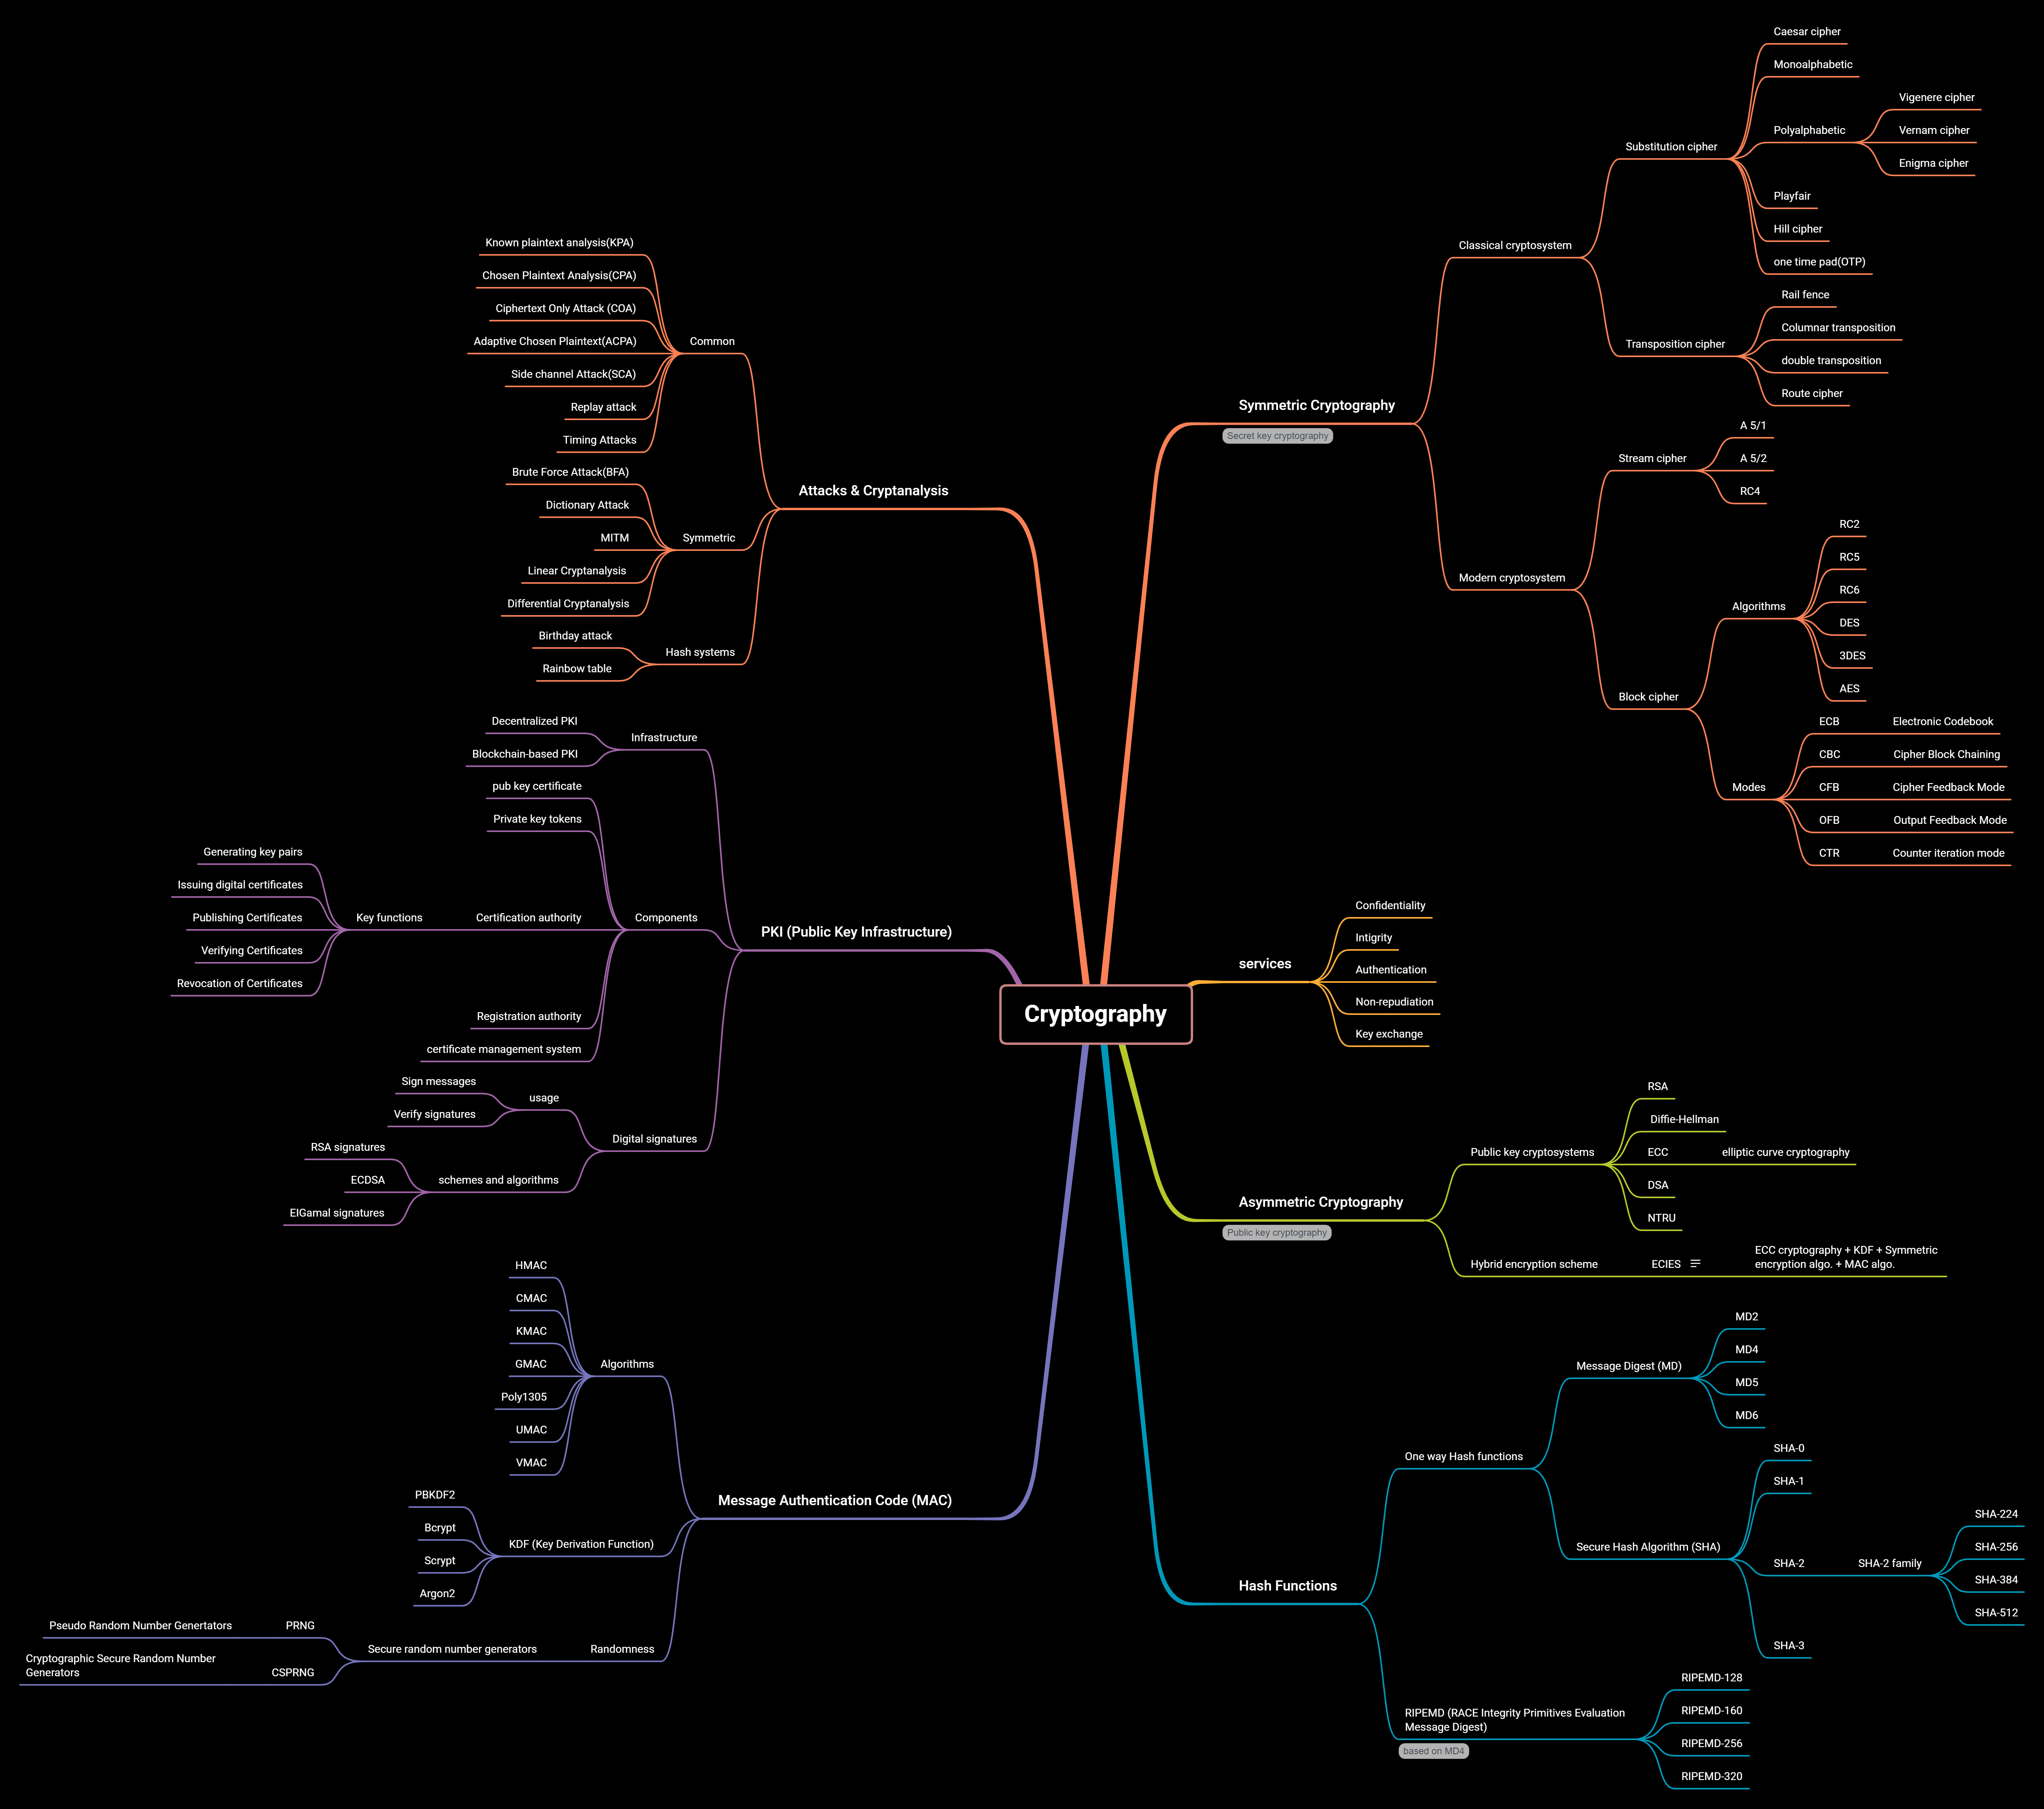 Cryptography
Symmetric Cryptography
Secret key cryptography
Classical cryptosystem
Substitution cipher
Caesar cipher
Monoalphabetic
Polyalphabetic
Vigenere cipher
Vernam cipher
Enigma cipher
Playfair
Hill cipher
one time pad(OTP)
Transposition cipher
Rail fence
Columnar transposition
double transposition
Route cipher
Modern cryptosystem
Stream cipher
A 5/1
A 5/2
RC4
Block cipher
Algorithms
RC2
RC5
RC6
DES
3DES
AES
Modes
ECB
Electronic Codebook
CBC
Cipher Block Chaining
CFB
Cipher Feedback Mode
OFB
Output Feedback Mode
CTR
Counter iteration mode
services
Confidentiality
Intigrity
Authentication
Non-repudiation
Key exchange
Asymmetric Cryptography
Public key cryptography
Public key cryptosystems
RSA
Diffie-Hellman
ECC
elliptic curve cryptography
DSA
NTRU
Hybrid encryption scheme
ECIES
ECC cryptography + KDF + Symmetric
encryption algo. + MAC algo.
Hash Functions
One way Hash functions
Message Digest (MD)
MD2
MD4
MD5
MD6
Secure Hash Algorithm (SHA)
SHA-0
SHA-1
SHA-2
SHA-2 family
SHA-224
SHA-256
SHA-384
SHA-512
SHA-3
RIPEMD (RACE Integrity Primitives Evaluation
Message Digest)
based on MD4
RIPEMD-128
RIPEMD-160
RIPEMD-256
RIPEMD-320
Attacks & Cryptanalysis
Common
Known plaintext analysis(KPA)
Chosen Plaintext Analysis(CPA)
Ciphertext Only Attack (COA)
Adaptive Chosen Plaintext(ACPA)
Side channel Attack(SCA)
Replay attack
Timing Attacks
Symmetric
Brute Force Attack(BFA)
Dictionary Attack
MITM
Linear Cryptanalysis
Differential Cryptanalysis
Hash systems
Birthday attack
Rainbow table
PKI (Public Key Infrastructure)
Infrastructure
Decentralized PKI
Blockchain-based PKI
Components
pub key certificate
Private key tokens
Certification authority
Key functions
Generating key pairs
Issuing digital certificates
Publishing Certificates
Verifying Certificates
Revocation of Certificates
Registration authority
certificate management system
Digital signatures
usage
Sign messages
Verify signatures
schemes and algorithms
RSA signatures
ECDSA
ElGamal signatures
Message Authentication Code (MAC)
Algorithms
HMAC
CMAC
KMAC
GMAC
Poly1305
UMAC
VMAC
KDF (Key Derivation Function)
PBKDF2
Bcrypt
Scrypt
Argon2
Randomness
Secure random number generators
PRNG
Pseudo Random Number Genertators
CSPRNG
Cryptographic Secure Random Number
Generators